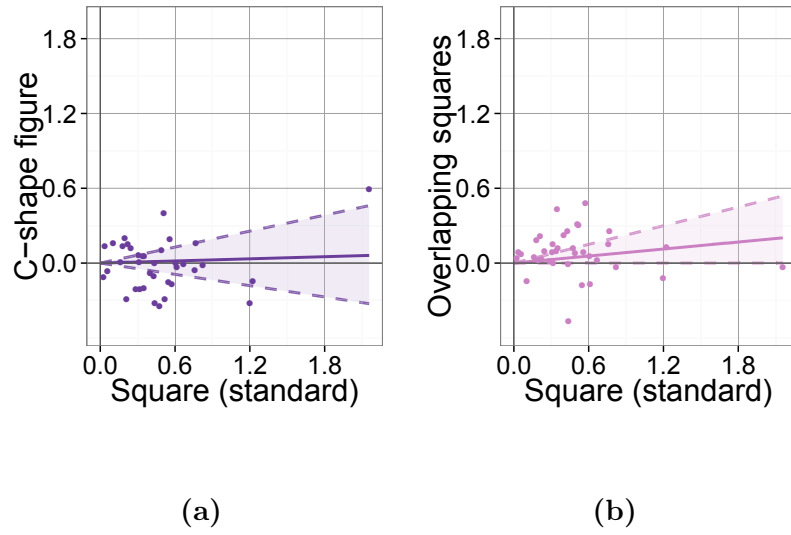 C−shape figure
1.8
1.2
0.6
0.0
0.0 0.6 1.2 1.8
Square (standard)
(a)
Overlapping squares
1.8
1.2
0.6
0.0
0.0 0.6 1.2 1.8
Square (standard)
(b)